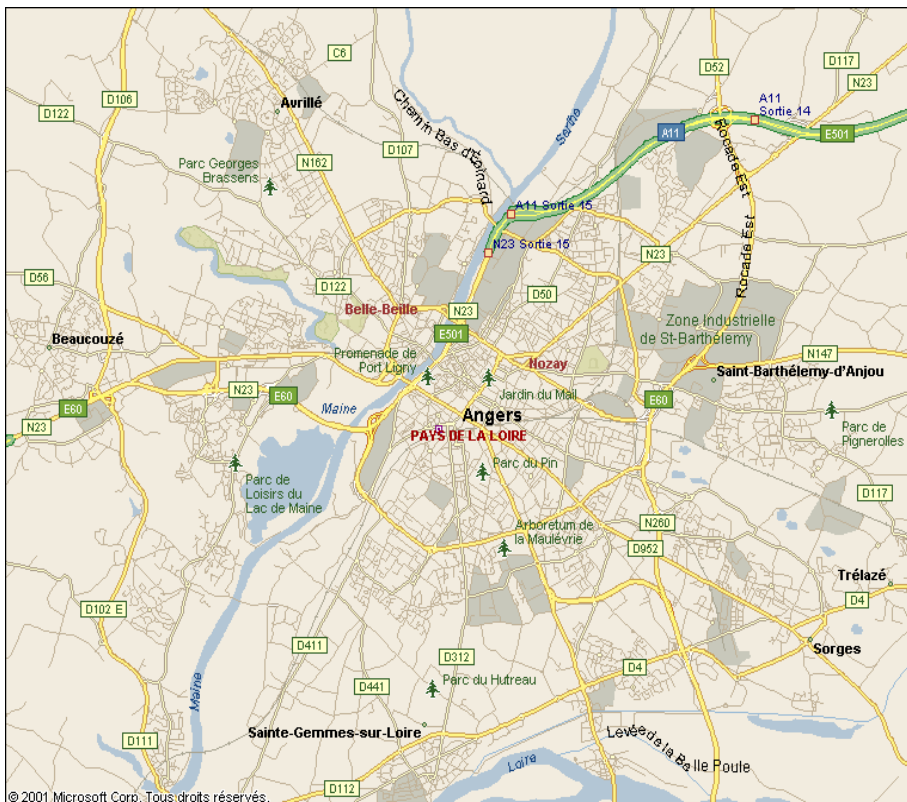 C6
D52
D117
N23
D106
D122
Avrillé
A11
Sortie 14
Chemin Bas d'Épinard
Sarthe
A11
E501
Rocade Est
N162
D107
Parc Georges
Brassens
A11 Sortie 15
Rocade Est
N23 Sortie 15
N23
D56
D122
D50
Belle-Beille
N23
Zone Industrielle
de St-Barthélemy
E501
Beaucouzé
Promenade de
Port Ligny
Nozay
N147
Saint-Barthélemy-d'Anjou
N23
E60
Jardin du Mail
E60
E60
Maine
Angers
N23
PAYS DE LA LOIRE
Parc de
Pignerolles
Parc du Pin
Parc de
Loisirs du
Lac de Maine
D117
Arboretum de
la Maulévrie
N260
D952
Trélazé
D102 E
D4
D411
D312
Sorges
D4
Parc du Hutreau
D441
Maine
Sainte-Gemmes-sur-Loire
Levée de la Belle Poule
D111
Loire
D112
© 2001 Microsoft Corp. Tous droits réservés.